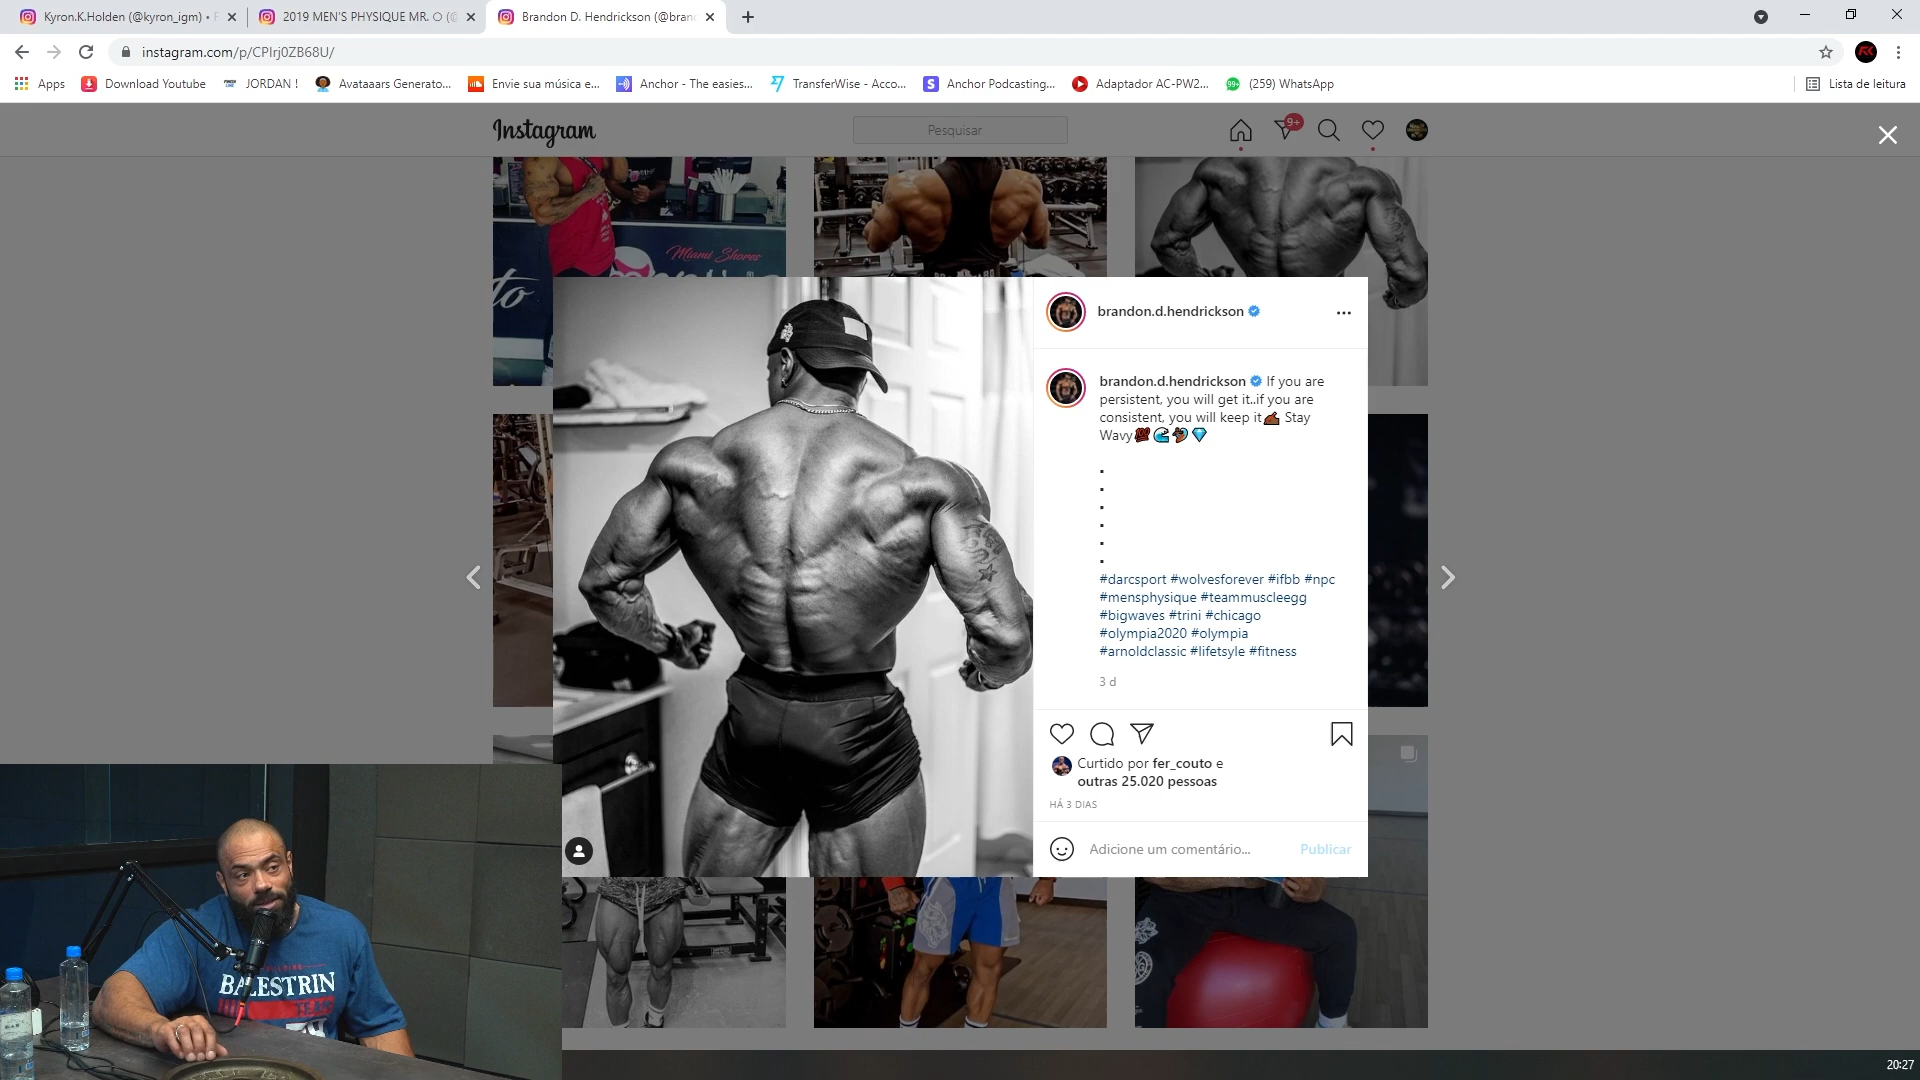 Kyron.K.Holden (@kyron_igm) •
2019 MEN'S PHYSIQUE MR. O
Brandon D. Hendrickson (@bran
instagram.com/p/CPIrj0ZB68U/
Apps
Download Youtube
JORDAN !
Avataaars Generato...
Envie sua música e...
Anchor - The easies...
TransferWise - Acco...
Anchor Podcasting...
Adaptador AC-PW2...
99+
(259) WhatsApp
Lista de leitura
Instagram
Pesquisar
9+
Miami Shores
to
brandon.d.hendrickson
brandon.d.hendrickson If you are
persistent, you will get it..if you are
consistent, you will keep it✍🏾 Stay
Wavy💯🌊🏄🏾💎
.
.
.
.
.
.
#darcsport #wolvesforever #ifbb #npc
#mensphysique #teammuscleegg
#bigwaves #trini #chicago
#olympia2020 #olympia
#arnoldclassic #lifetsyle #fitness
3 d
Curtido por fer_couto e
outras 25.020 pessoas
HÁ 3 DIAS
Adicione um comentário...
Publicar
BALESTRIN
20:27